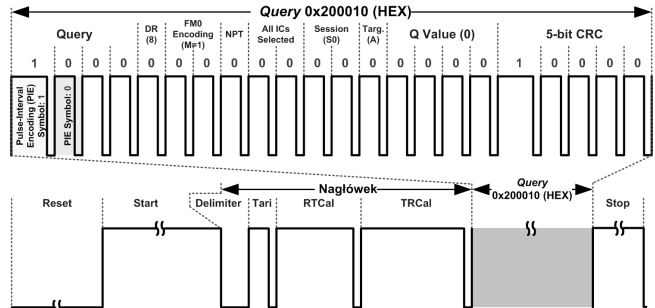 Query 0x200010 (HEX)
Query
DR
(8)
FM0
Encoding
(M=1)
NPT
All ICs
Selected
Session
(S0)
Targ.
(A)
Q Value (0)
5-bit CRC
1 0 0 0 0 0 0 0 0 0 0 0 0 0 0 0 0 1 0 0 0 0
Pulse-Interval
Encoding (PIE)
Symbol: 1
PIE Symbol: 0
Nagłówek
Query
0x200010 (HEX)
Reset Start Delimiter Tari RTCal TRCal Stop